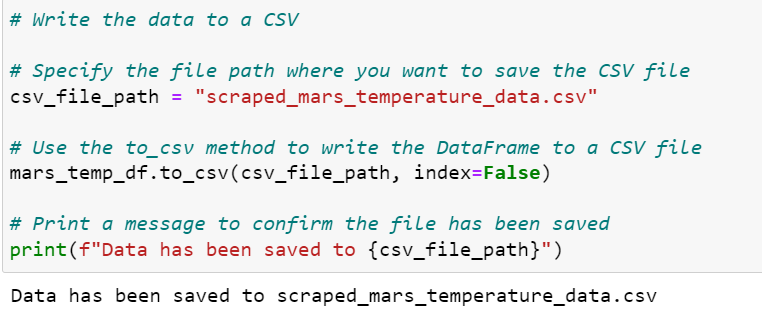 # Write the data to a CSV
# Specify the file path where you want to save the CSV file
csv_file_path = "scraped_mars_temperature_data.csv"
# Use the to_csv method to write the DataFrame to a CSV file
mars_temp_df.to_csv(csv_file_path, index=False)
# Print a message to confirm the file has been saved
print(f"Data has been saved to {csv_file_path}")
Data has been saved to scraped_mars_temperature_data.csv